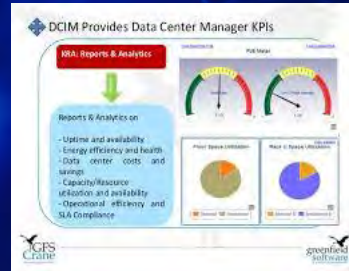 DCIM Provides Data Center Manager KPIs
KRA: Reports & Analytics
Reports & Analytics on
- Uptime and availability
- Energy efficiency and health
- Data center costs and
savings
- Capacity/Resource
utilization and availability
- Operational efficiency and
SLA Compliance
PUE Meter
Floor Space Utilization
Rack U Space Utilization
GFS
Crane
greenfield
software